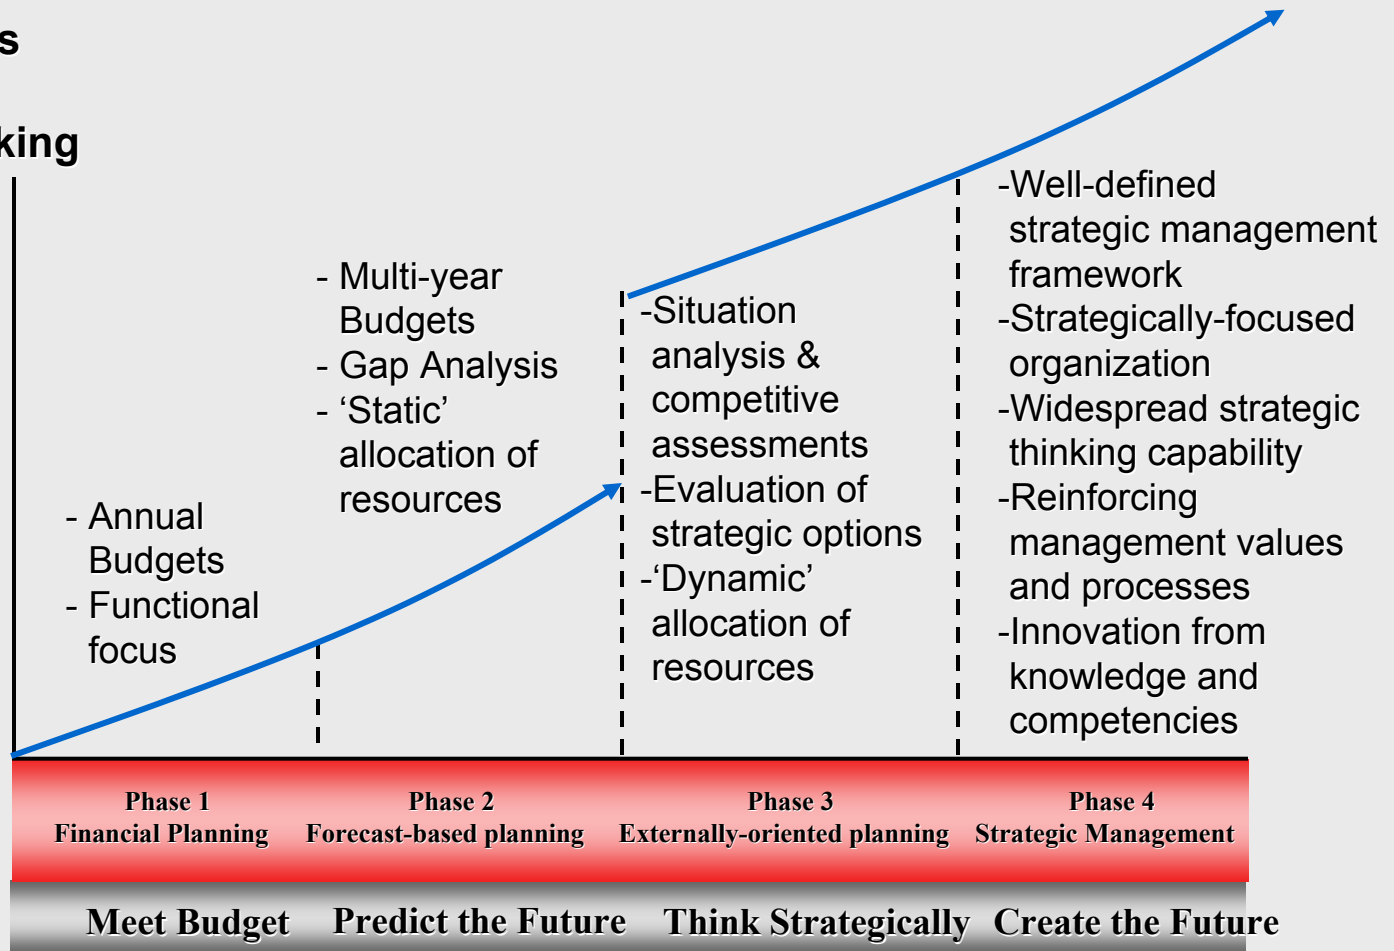 s
king
- Annual
Budgets
- Functional
focus
- Multi-year
Budgets
- Gap Analysis
- ‘Static’
allocation of
resources
-Situation
analysis &
competitive
assessments
-Evaluation of
strategic options
-‘Dynamic’
allocation of
resources
-Well-defined
strategic management
framework
-Strategically-focused
organization
-Widespread strategic
thinking capability
-Reinforcing
management values
and processes
-Innovation from
knowledge and
competencies
Phase 1
Financial Planning
Phase 2
Forecast-based planning
Phase 3
Externally-oriented planning
Phase 4
Strategic Management
Meet Budget
Predict the Future
Think Strategically
Create the Future